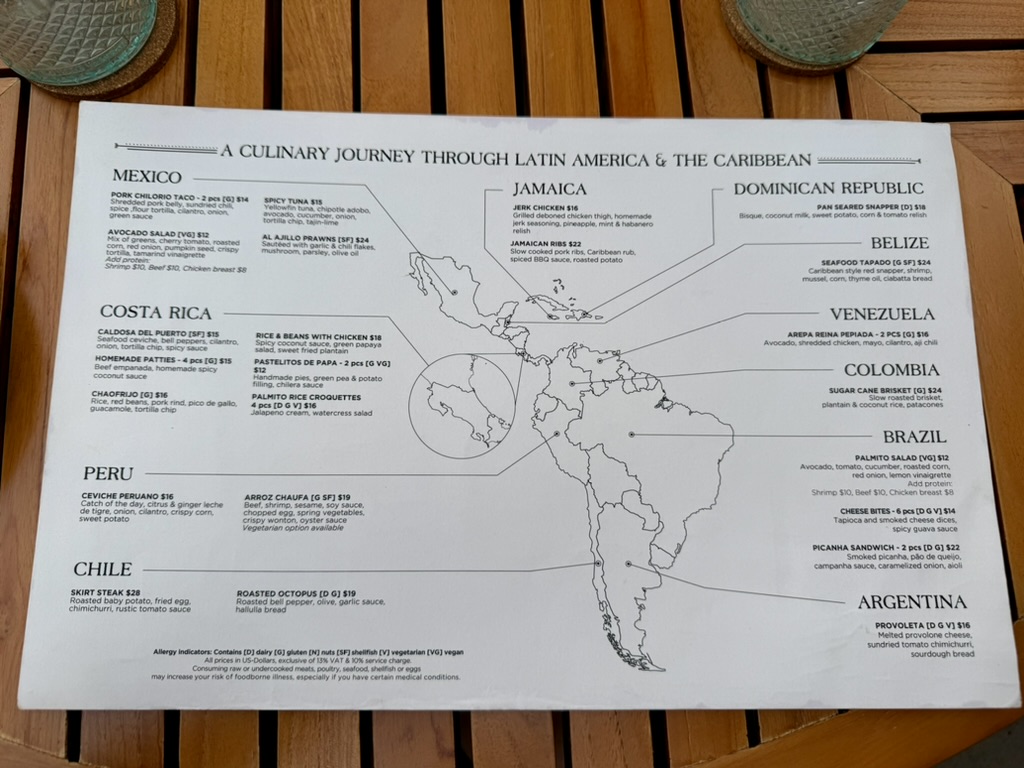 A CULINARY JOURNEY THROUGH LATIN AMERICA & THE CARIBBEAN
MEXICO
PORK CHILORIO TACO - 2 pcs [G] $14
Shredded pork belly, sundried chili,
spice ,flour tortilla, cilantro, onion,
green sauce
AVOCADO SALAD [VG] $12
Mix of greens, cherry tomato, roasted
corn, red onion, pumpkin seed, crispy
tortilla, tamarind vinaigrette
Add protein:
Shrimp $10, Beef $10, Chicken breast $8
SPICY TUNA $15
Yellowfin tuna, chipotle adobo,
avocado, cucumber, onion,
tortilla chip, tajin-lime
AL AJILLO PRAWNS [SF] $24
Sautéed with garlic & chili flakes,
mushroom, parsley, olive oil
JAMAICA
JERK CHICKEN $16
Grilled deboned chicken thigh, homemade
jerk seasoning, pineapple, mint & habanero
relish
JAMAICAN RIBS $22
Slow cooked pork ribs, Caribbean rub,
spiced BBQ sauce, roasted potato
DOMINICAN REPUBLIC
PAN SEARED SNAPPER [D] $18
Bisque, coconut milk, sweet potato, corn & tomato relish
BELIZE
SEAFOOD TAPADO [G SF] $24
Caribbean style red snapper, shrimp,
mussel, corn, thyme oil, ciabatta bread
COSTA RICA
CALDOSA DEL PUERTO [SF] $15
Seafood ceviche, bell peppers, cilantro,
onion, tortilla chip, spicy sauce
HOMEMADE PATTIES - 4 pcs [G] $15
Beef empanada, homemade spicy
coconut sauce
CHAOFRIJO [G] $16
Rice, red beans, pork rind, pico de gallo,
guacamole, tortilla chip
RICE & BEANS WITH CHICKEN $18
Spicy coconut sauce, green papaya
salad, sweet fried plantain
PASTELITOS DE PAPA - 2 pcs [G VG]
$12
Handmade pies, green pea & potato
filling, chilera sauce
PALMITO RICE CROQUETTES
4 pcs [D G V] $16
Jalapeno cream, watercress salad
VENEZUELA
AREPA REINA PEPIADA - 2 PCS [G] $16
Avocado, shredded chicken, mayo, cilantro, aji chili
COLOMBIA
SUGAR CANE BRISKET [G] $24
Slow roasted brisket,
plantain & coconut rice, patacones
BRAZIL
PALMITO SALAD [VG] $12
Avocado, tomato, cucumber, roasted corn,
red onion, lemon vinaigrette
Add protein:
Shrimp $10, Beef $10, Chicken breast $8
CHEESE BITES - 6 pcs [D G V] $14
Tapioca and smoked cheese dices,
spicy guava sauce
PICANHA SANDWICH - 2 pcs [D G] $22
Smoked picanha, pão de queijo,
campanha sauce, caramelized onion, aioli
PERU
CEVICHE PERUANO $16
Catch of the day, citrus & ginger leche
de tigre, onion, cilantro, crispy corn,
sweet potato
ARROZ CHAUFA [G SF] $19
Beef, shrimp, sesame, soy sauce,
chopped egg, spring vegetables,
crispy wonton, oyster sauce
Vegetarian option available
CHILE
SKIRT STEAK $28
Roasted baby potato, fried egg,
chimichurri, rustic tomato sauce
ROASTED OCTOPUS [D G] $19
Roasted bell pepper, olive, garlic sauce,
hallulla bread
ARGENTINA
PROVOLETA [D G V] $16
Melted provolone cheese,
sundried tomato chimichurri,
sourdough bread
Allergy Indicators: Contains [D] dairy [G] gluten [N] nuts [SF] shellfish [V] vegetarian [VG] vegan
All prices in US-Dollars, exclusive of 13% VAT & 10% service charge
Consuming raw or undercooked meats, poultry, seafood, shellfish or eggs
may increase your risk of foodborne illness, especially if you have certain medical conditions.